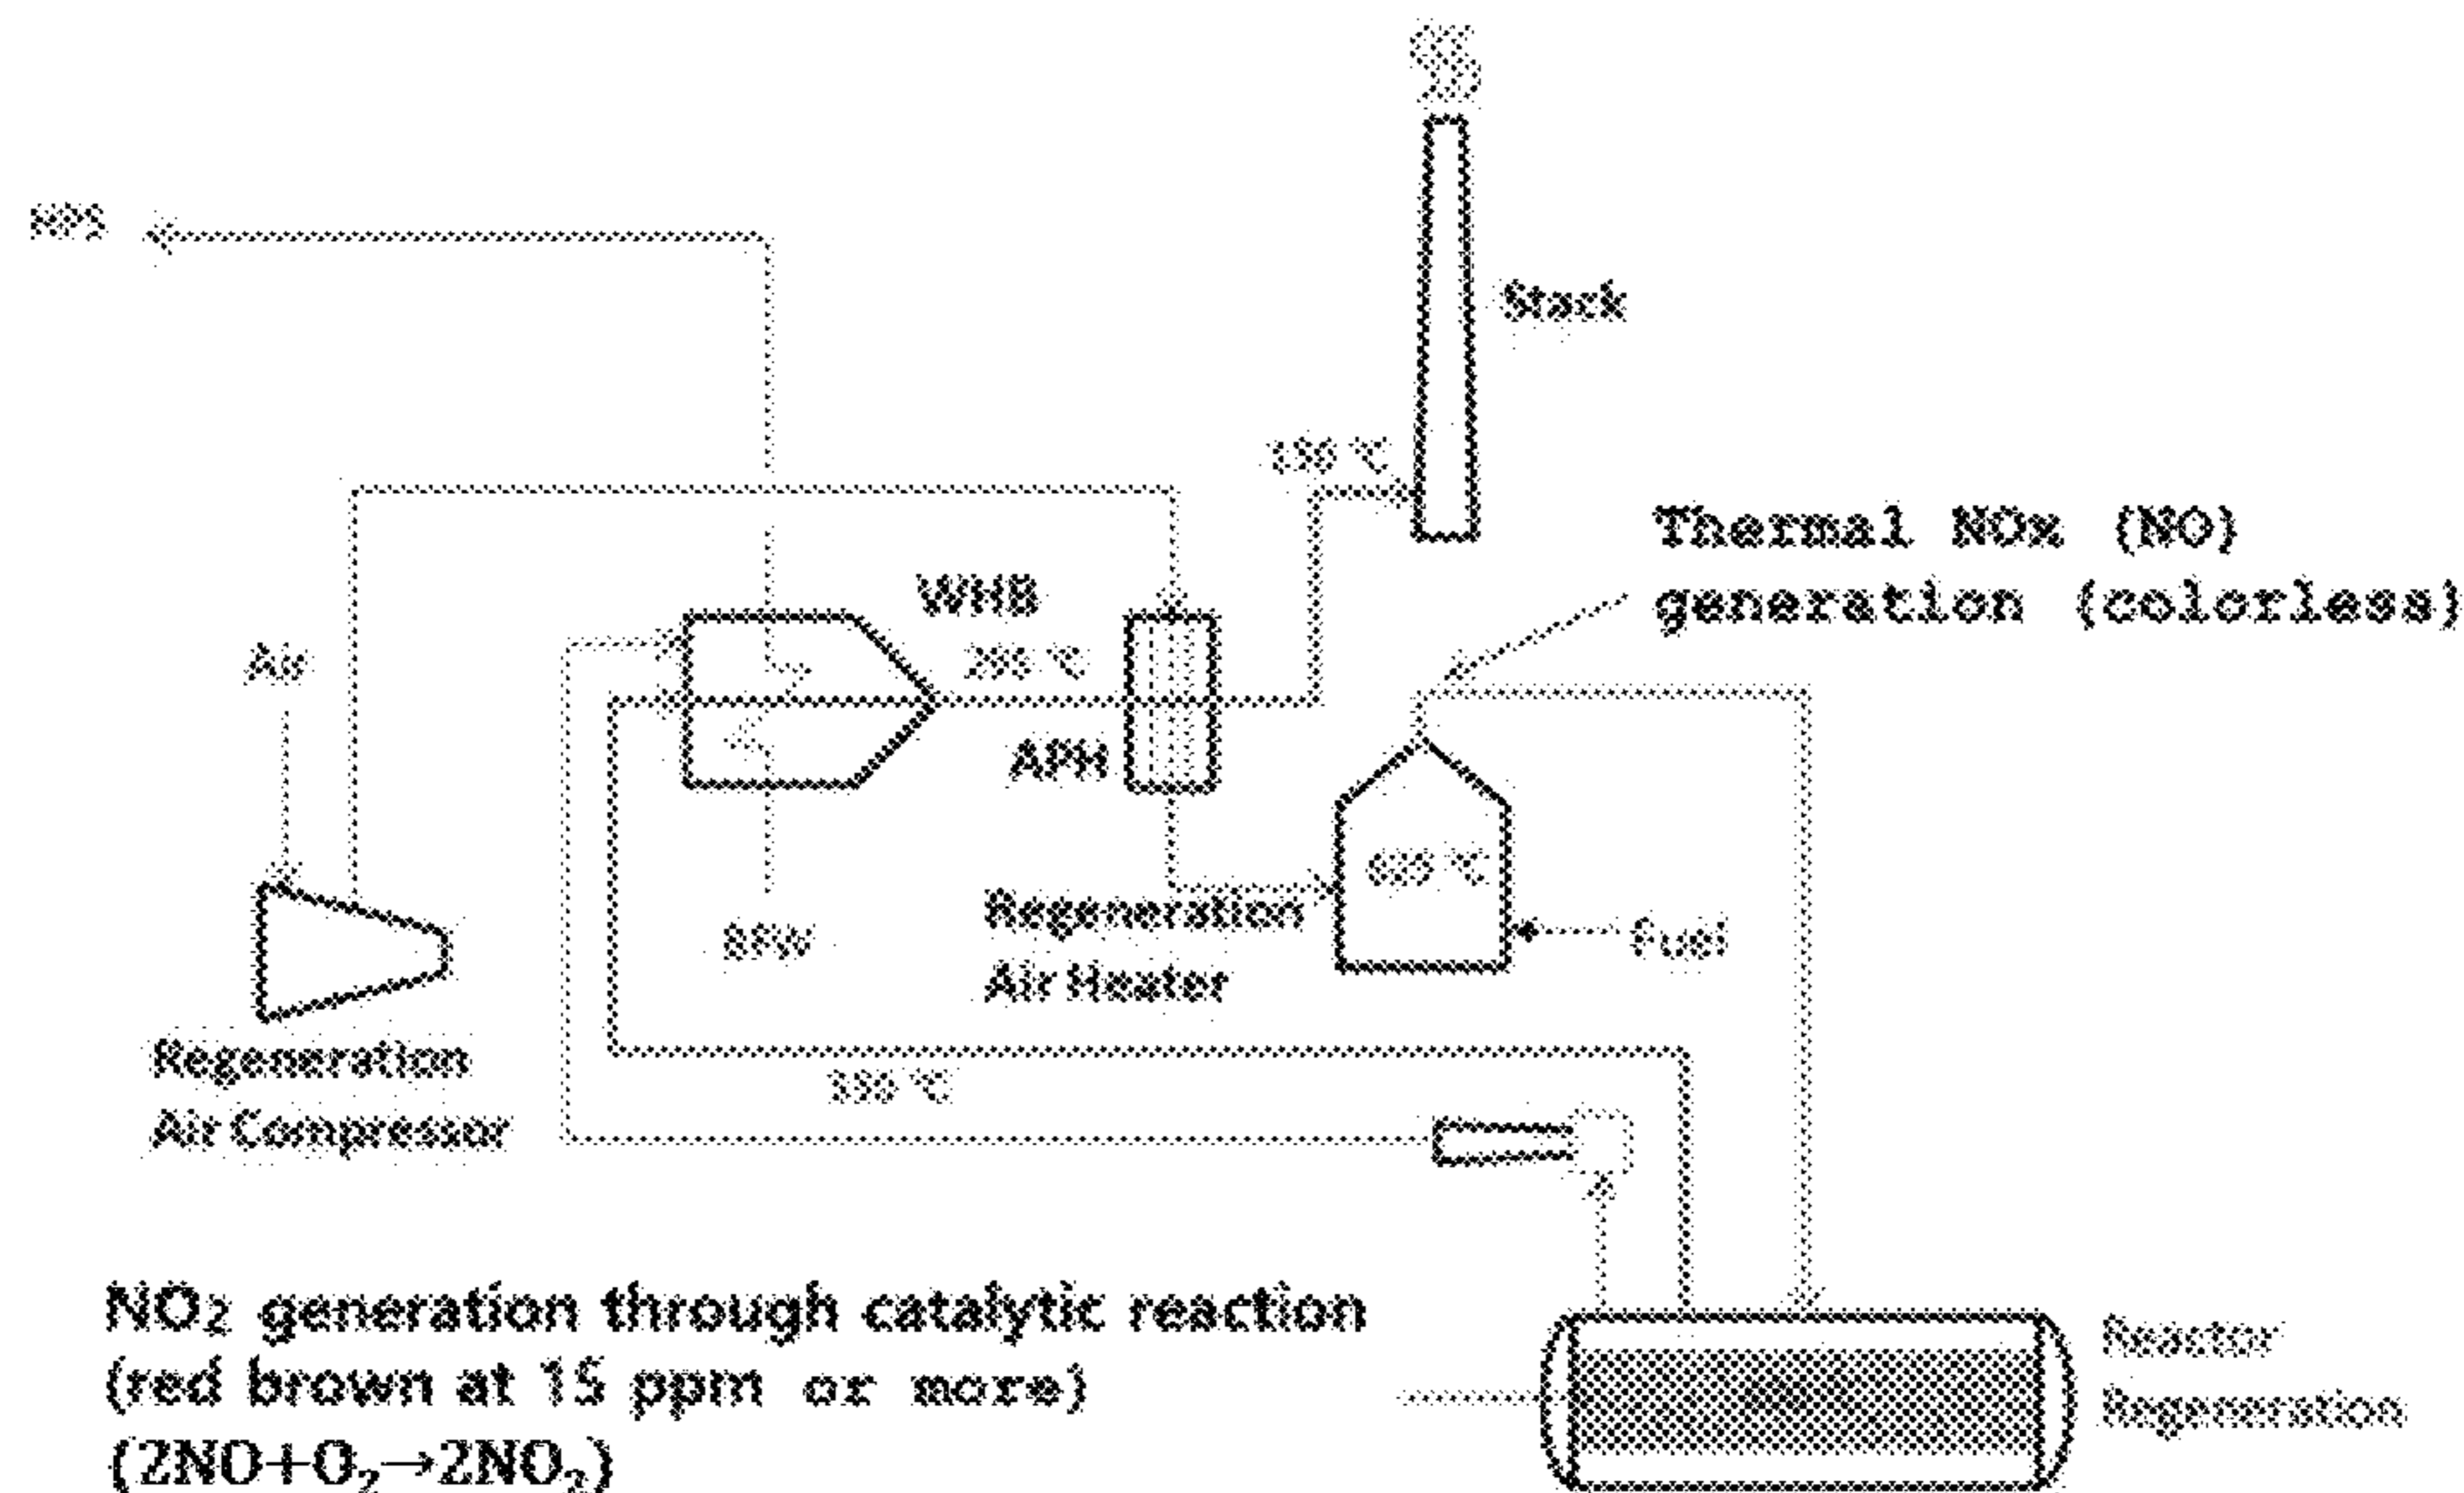 Stack
Thermal NOx (NO)
generation (colorless)
WHB
Air
APH
Regeneration
Air Heater
BFW
Fuel
Regeneration
Air Compressor
NO₂ generation through catalytic reaction
(red brown at 15 ppm or more)
(2NO+O₂→2NO₂)
Reactor
Regeneration